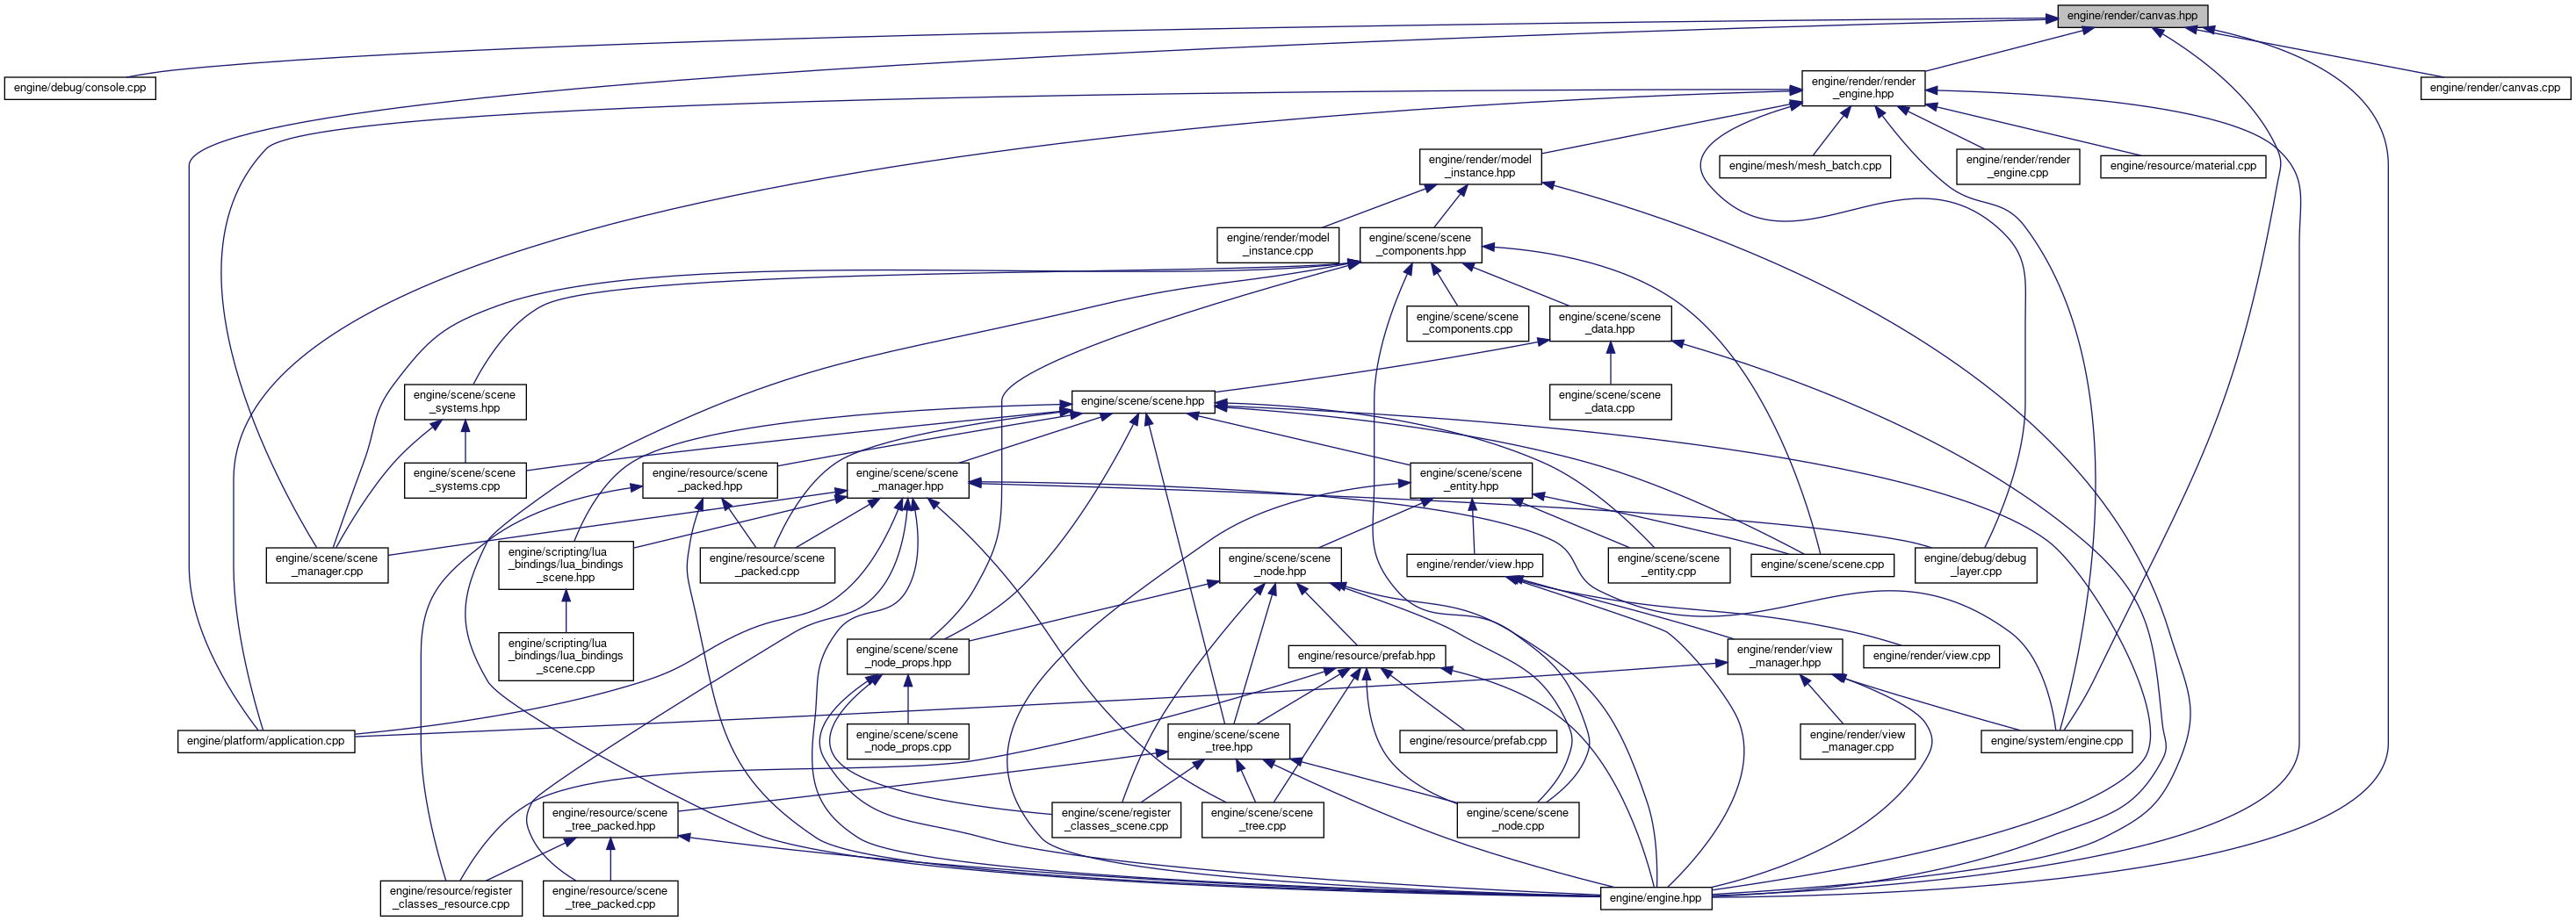 engine/render/canvas.hpp
engine/debug/console.cpp
engine/render/render
_engine.hpp
engine/render/canvas.cpp
engine/render/model
_instance.hpp
engine/mesh/mesh_batch.cpp
engine/render/render
_engine.cpp
engine/resource/material.cpp
engine/render/model
_instance.cpp
engine/scene/scene
_components.hpp
engine/scene/scene
_components.cpp
engine/scene/scene
_data.hpp
engine/scene/scene
_systems.hpp
engine/scene/scene.hpp
engine/scene/scene
_data.cpp
engine/scene/scene
_systems.cpp
engine/resource/scene
_packed.hpp
engine/scene/scene
_manager.hpp
engine/scene/scene
_entity.hpp
engine/scene/scene
_manager.cpp
engine/scripting/lua
_bindings/lua_bindings
_scene.hpp
engine/resource/scene
_packed.cpp
engine/scene/scene
_node.hpp
engine/render/view.hpp
engine/scene/scene
_entity.cpp
engine/scene/scene.cpp
engine/debug/debug
_layer.cpp
engine/scripting/lua
_bindings/lua_bindings
_scene.cpp
engine/scene/scene
_node_props.hpp
engine/resource/prefab.hpp
engine/render/view
_manager.hpp
engine/render/view.cpp
engine/platform/application.cpp
engine/scene/scene
_node_props.cpp
engine/scene/scene
_tree.hpp
engine/resource/prefab.cpp
engine/render/view
_manager.cpp
engine/system/engine.cpp
engine/resource/scene
_tree_packed.hpp
engine/scene/register
_classes_scene.cpp
engine/scene/scene
_tree.cpp
engine/scene/scene
_node.cpp
engine/resource/register
_classes_resource.cpp
engine/resource/scene
_tree_packed.cpp
engine/engine.hpp